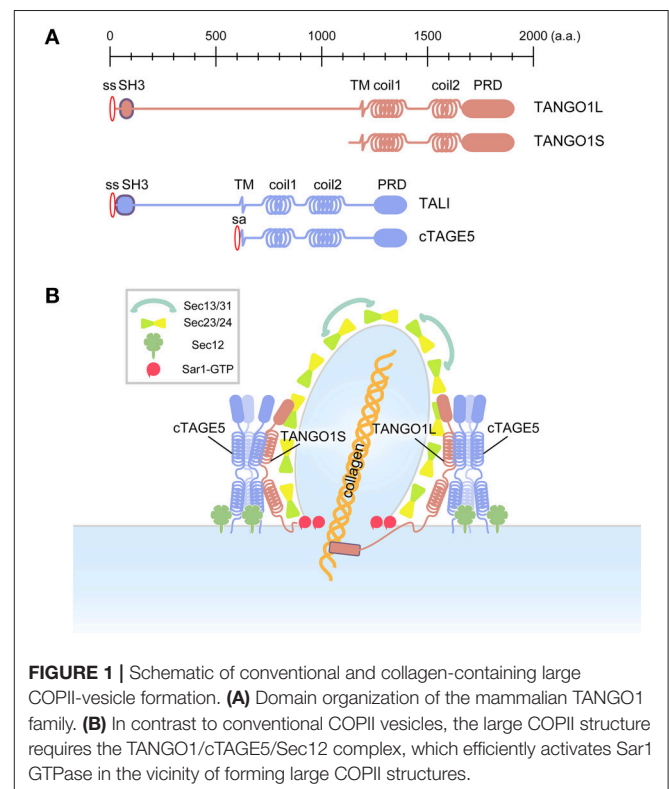 A
0 500 1000 1500 2000 (a.a.)
ss SH3 TM coil1 coil2 PRD
TANGO1L
TANGO1S
ss SH3 TM coil1 coil2 PRD
TALI
sa
cTAGE5
B
Sec13/31
Sec23/24
Sec12
Sar1-GTP
cTAGE5
TANGO1S
collagen
TANGO1L
cTAGE5
FIGURE 1 | Schematic of conventional and collagen-containing large
COPII-vesicle formation. (A) Domain organization of the mammalian TANGO1
family. (B) In contrast to conventional COPII vesicles, the large COPII structure
requires the TANGO1/cTAGE5/Sec12 complex, which efficiently activates Sar1
GTPase in the vicinity of forming large COPII structures.